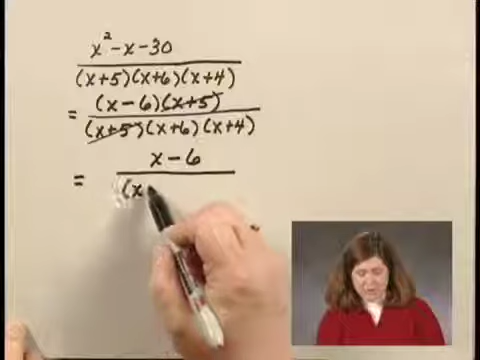 x² - x - 30
(x+5)(x+6)(x+4)
= (x-6)(x+5)
(x+5)(x+6)(x+4)
= x-6
(x